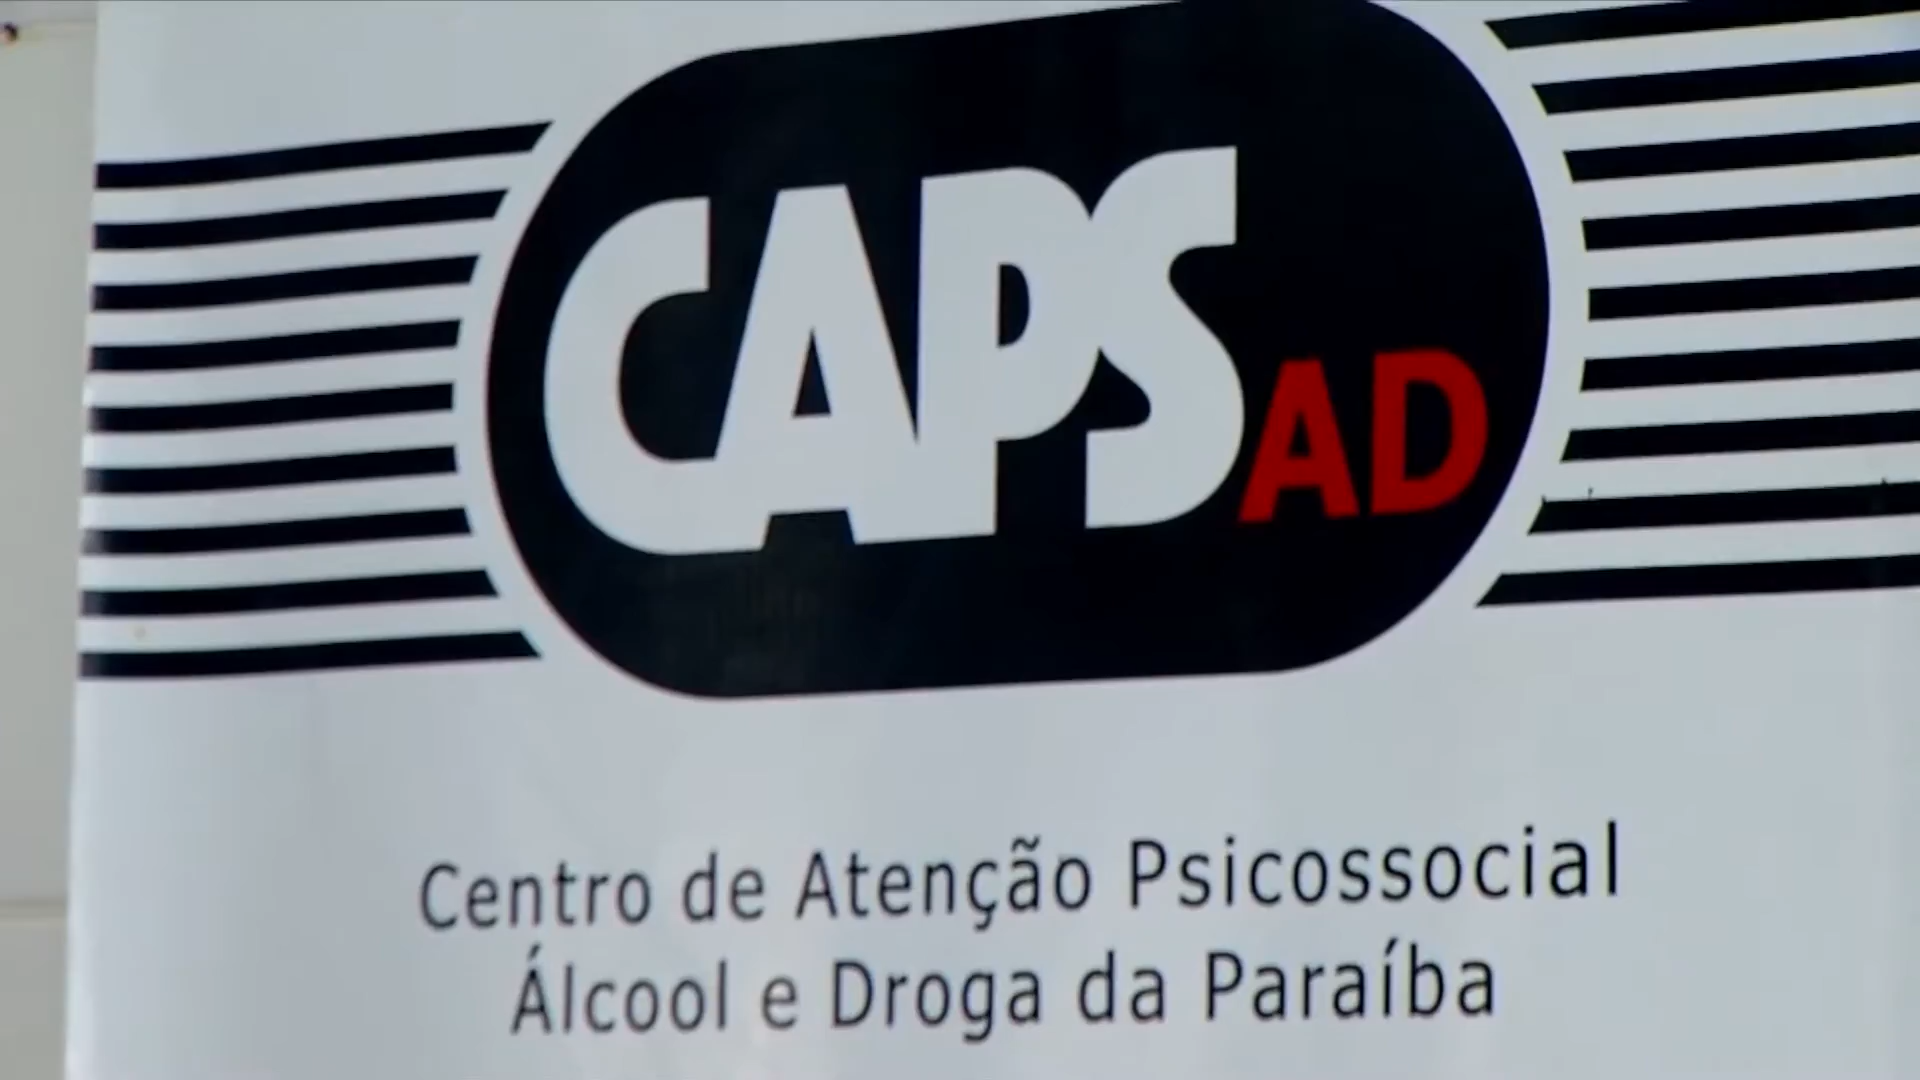 CAPS AD
Centro de Atenção Psicossocial
Álcool e Droga da Paraíba